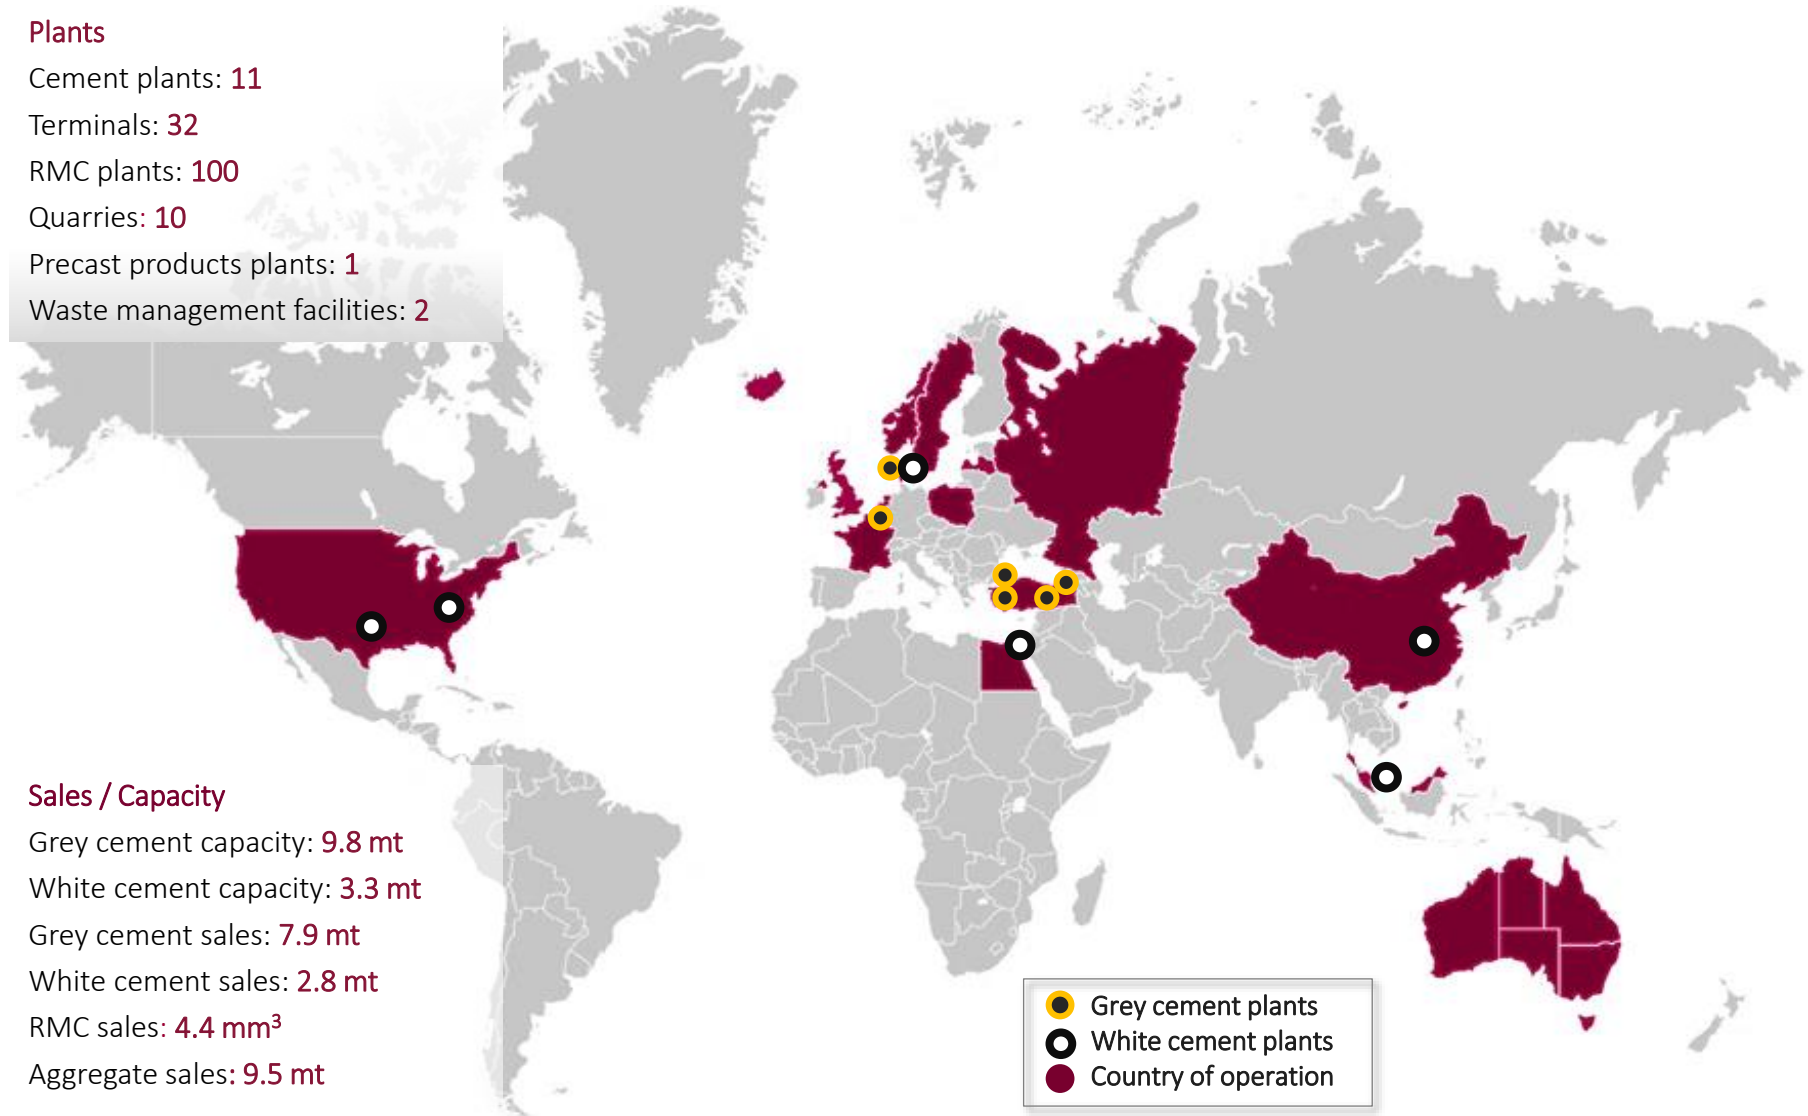 Plants
Cement plants: 11
Terminals: 32
RMC plants: 100
Quarries: 10
Precast products plants: 1
Waste management facilities: 2
Sales / Capacity
Grey cement capacity: 9.8 mt
White cement capacity: 3.3 mt
Grey cement sales: 7.9 mt
White cement sales: 2.8 mt
RMC sales: 4.4 mm³
Aggregate sales: 9.5 mt
Grey cement plants
White cement plants
Country of operation